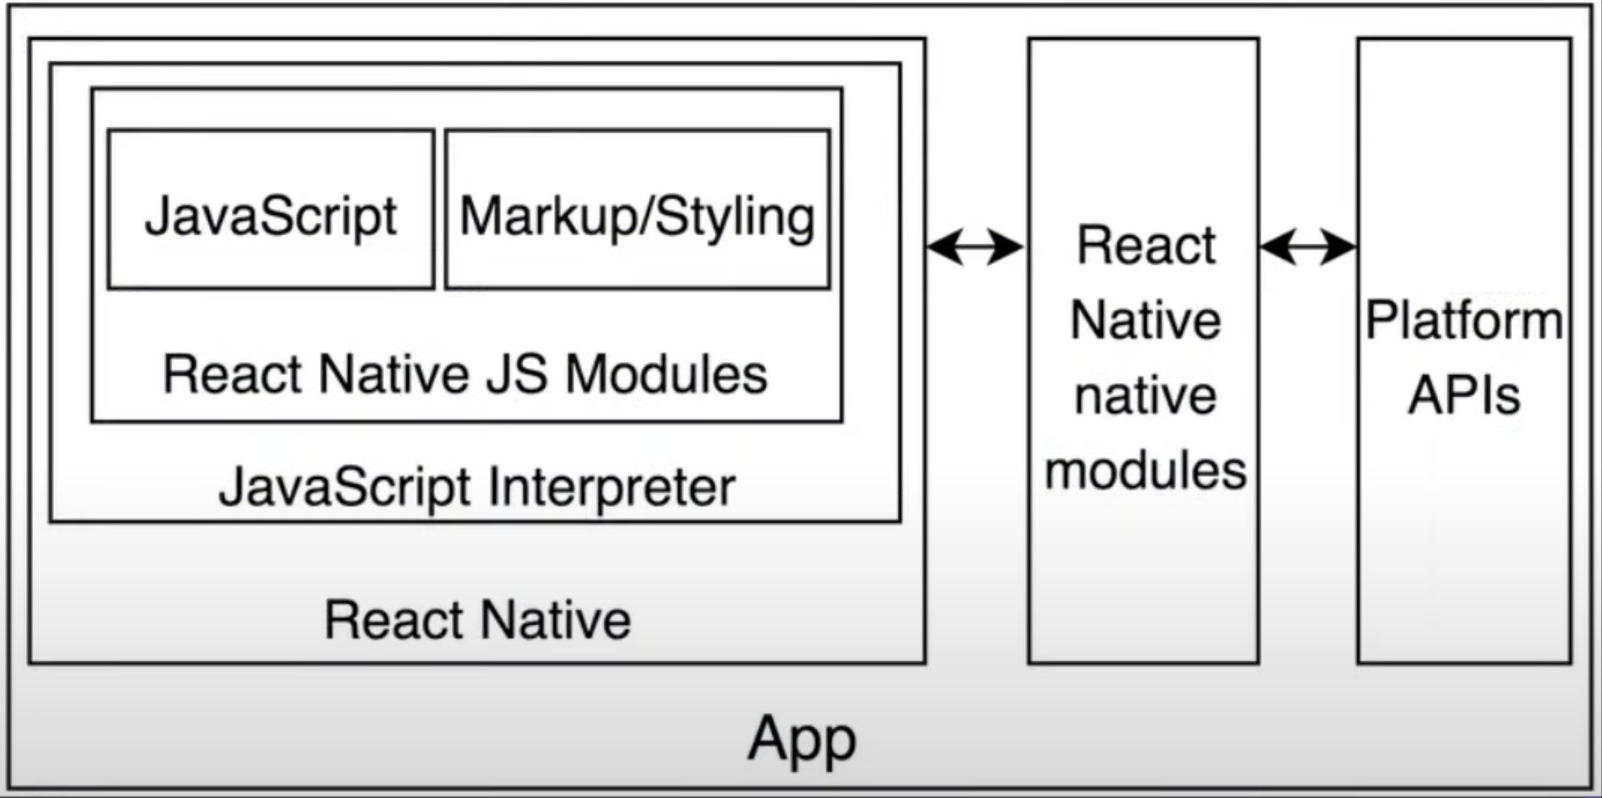 JavaScript
Markup/Styling
React Native JS Modules
JavaScript Interpreter
React Native
React
Native
native
modules
Platform
APIs
App